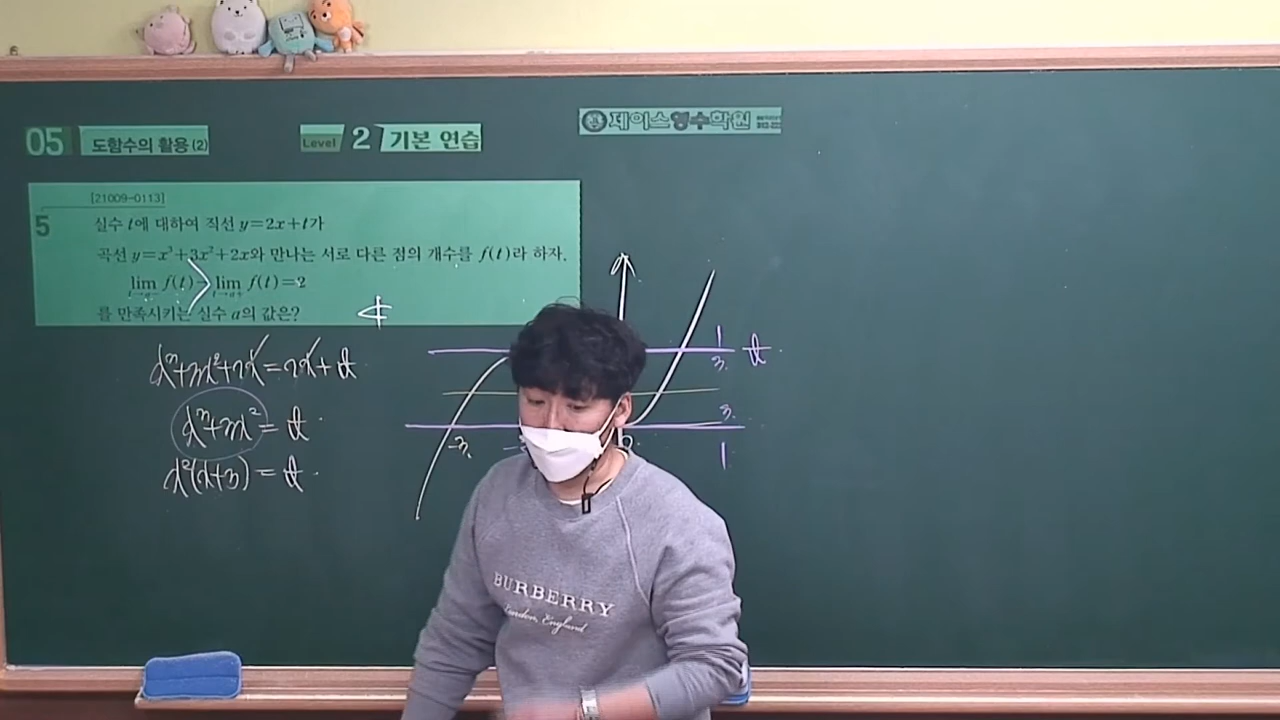 05 도함수의 활용 (2)
Level 2 기본 연습
제이스영수학원
[21009-0113]
5
실수 t에 대하여 직선 y=2x+t가
곡선 y=x³+3x²+2x와 만나는 서로 다른 점의 개수를 f(t)라 하자.
lim f(t)-lim f(t)=2
t→a- t→a+
를 만족시키는 실수 a의 값은?
4
x³+3x²+2x=2x+t
x³+3x²=t
x²(x+3)=t
1
3
t
3
1
-3
0
BURBERRY
London, England